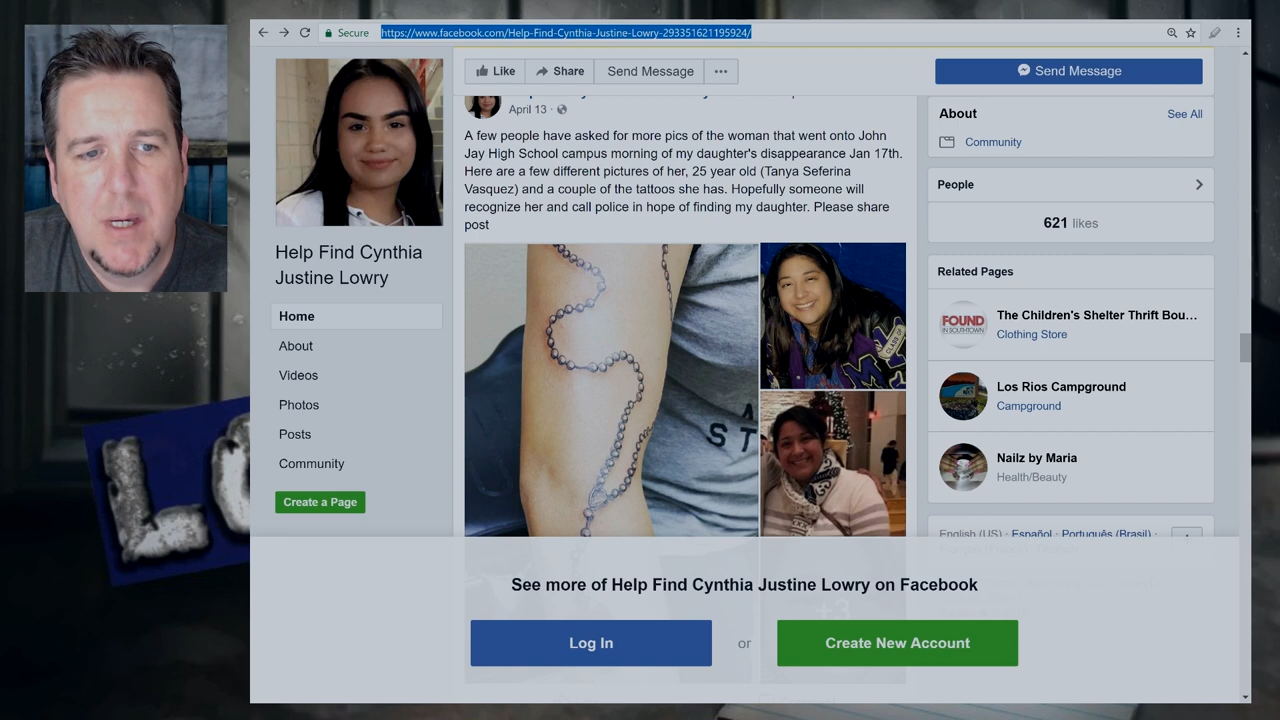 Secure
https://www.facebook.com/Help-Find-Cynthia-Justine-Lowry-293351621195924/
Like
Share
Send Message
Send Message
Help Find Cynthia
Justine Lowry
Home
About
Videos
Photos
Posts
Community
Create a Page
April 13
A few people have asked for more pics of the woman that went onto John
Jay High School campus morning of my daughter's disappearance Jan 17th.
Here are a few different pictures of her, 25 year old (Tanya Seferina
Vasquez) and a couple of the tattoos she has. Hopefully someone will
recognize her and call police in hope of finding my daughter. Please share
post
CLASS OF
About
See All
Community
People
621 likes
Related Pages
FOUND
IN SOUTHTOWN
The Children's Shelter Thrift Bou...
Clothing Store
Los Rios Campground
Campground
Nailz by Maria
Health/Beauty
English (US) · Español · Português (Brasil) ·
See more of Help Find Cynthia Justine Lowry on Facebook
Log In
or
Create New Account
+3